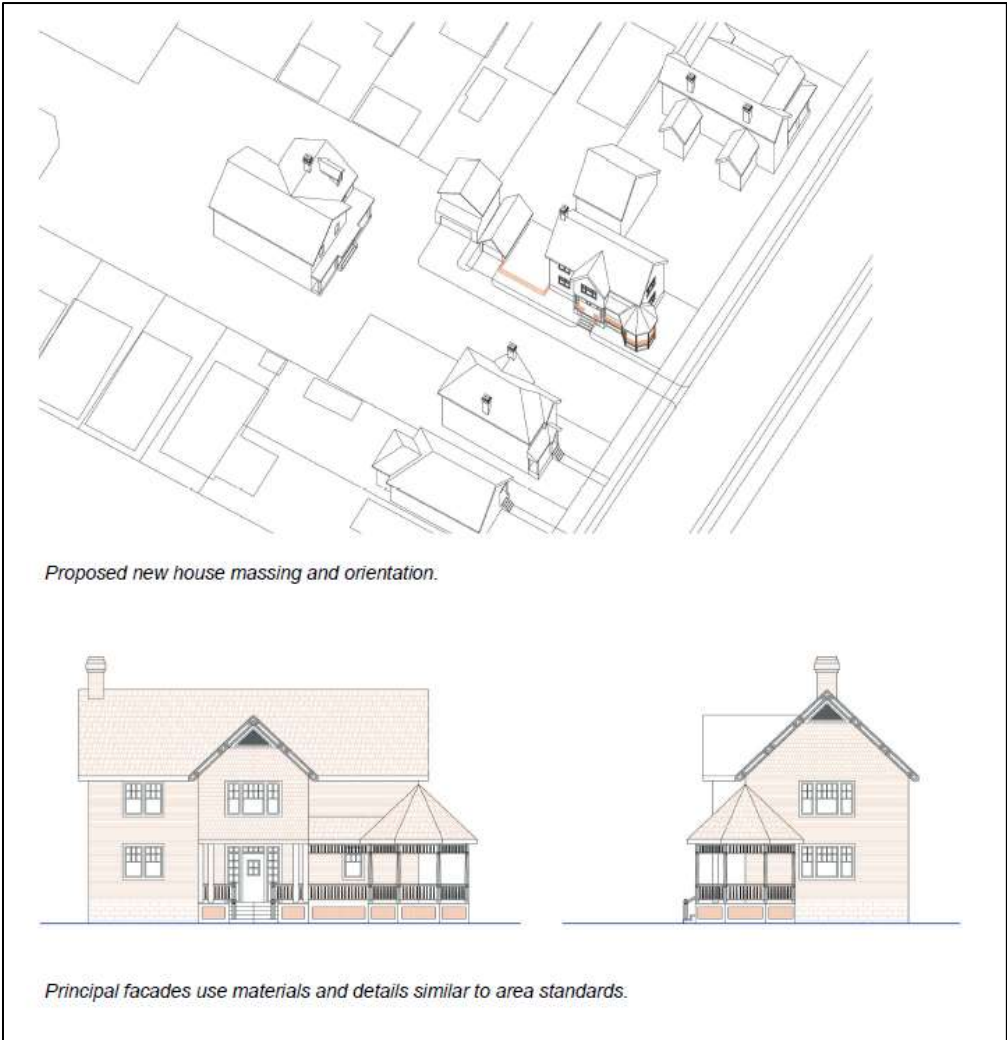 Proposed new house massing and orientation.
Principal facades use materials and details similar to area standards.